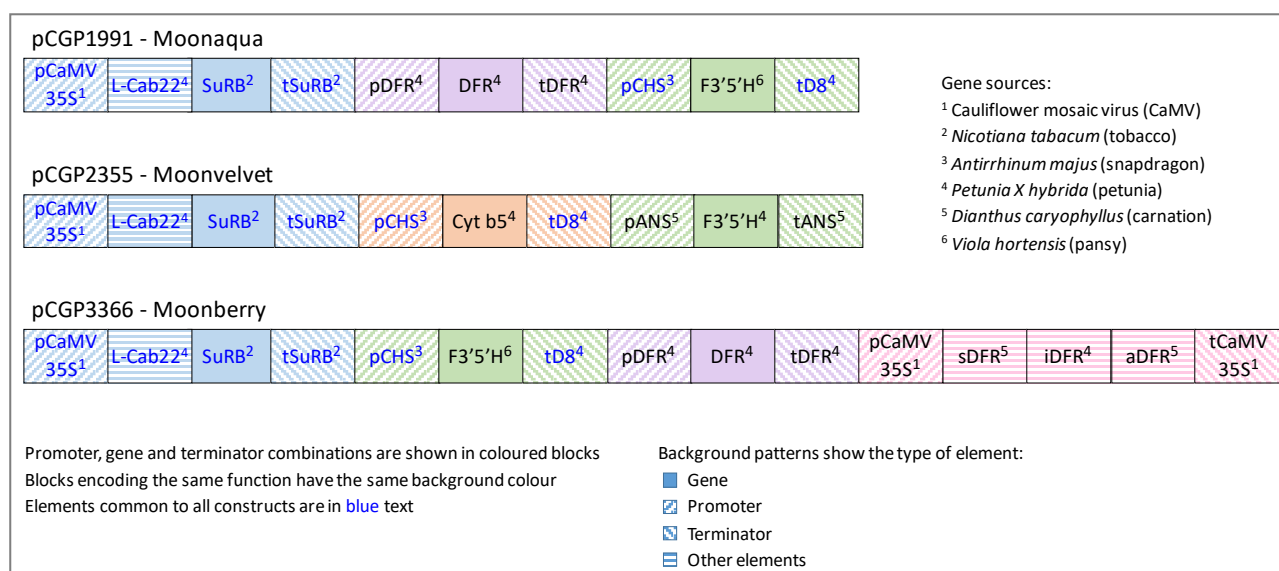 pCGP1991 - Moonaqua
pCaMV 35S¹ L-Cab22⁴ SuRB² tSuRB² pDFR⁴ DFR⁴ tDFR⁴ pCHS³ F3’5’H⁶ tD8⁴
pCGP2355 - Moonvelvet
pCaMV 35S¹ L-Cab22⁴ SuRB² tSuRB² pCHS³ Cyt b5⁴ tD8⁴ pANS⁵ F3’5’H⁴ tANS⁵
Gene sources:
¹ Cauliflower mosaic virus (CaMV)
² Nicotiana tabacum (tobacco)
³ Antirrhinum majus (snapdragon)
⁴ Petunia X hybrida (petunia)
⁵ Dianthus caryophyllus (carnation)
⁶ Viola hortensis (pansy)
pCGP3366 - Moonberry
pCaMV 35S¹ L-Cab22⁴ SuRB² tSuRB² pCHS³ F3’5’H⁶ tD8⁴ pDFR⁴ DFR⁴ tDFR⁴ pCaMV 35S¹ sDFR⁵ iDFR⁴ aDFR⁵ tCaMV 35S¹
Promoter, gene and terminator combinations are shown in coloured blocks
Blocks encoding the same function have the same background colour
Elements common to all constructs are in blue text
Background patterns show the type of element:
Gene
Promoter
Terminator
Other elements